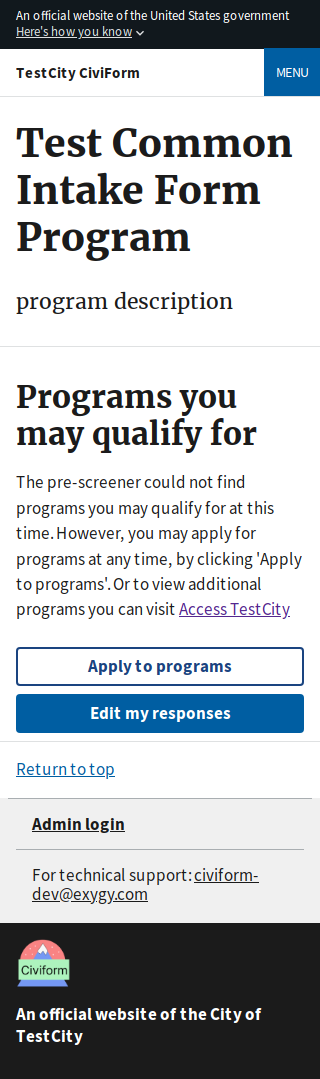 An official website of the United States government
Here's how you know
TestCity CiviForm
MENU
Test Common
Intake Form
Program
program description
Programs you
may qualify for
The pre-screener could not find
programs you may qualify for at this
time. However, you may apply for
programs at any time, by clicking 'Apply
to programs'. Or to view additional
programs you can visit Access TestCity
Apply to programs
Edit my responses
Return to top
Admin login
For technical support: civiform-
dev@exygy.com
Civiform
An official website of the City of
TestCity